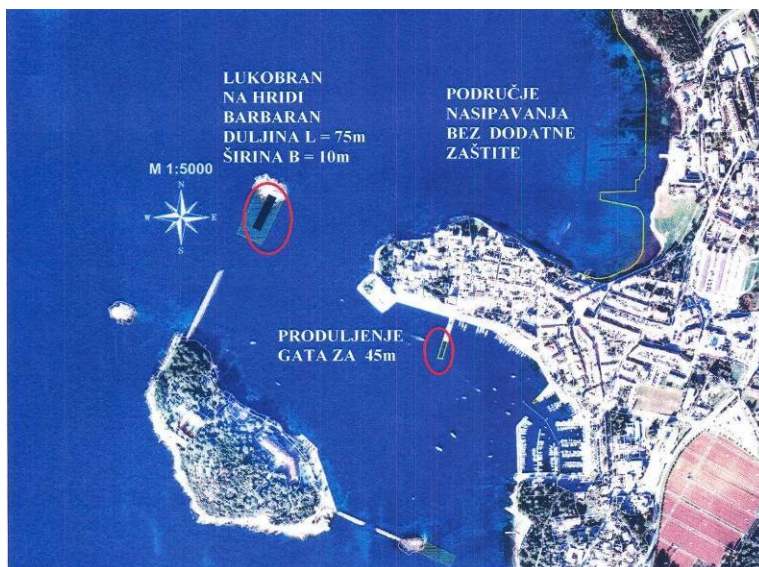 LUKOBRAN
NA HRIDI
BARBARAN
DULJINA L = 75m
ŠIRINA B = 10m
PODRUČJE
NASIPAVANJA
BEZ DODATNE
ZAŠTITE
M 1:5000
N
W
E
S
PRODULJENJE
GATA ZA 45m